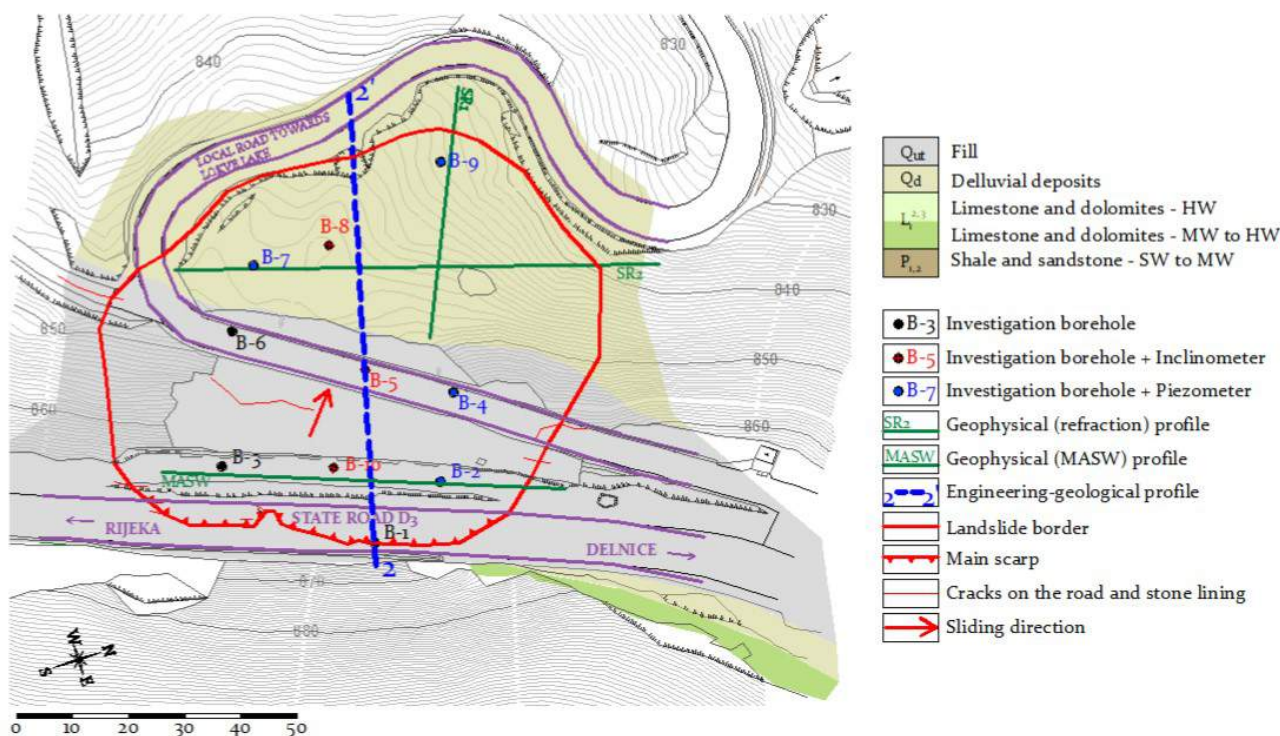 840
830
2'
SR1
LOCAL ROAD TOWARDS
LOKVE LAKE
B-9
B-8
B-7
SR2
830
840
850
850
B-6
B-5
B-4
860
860
B-3
B-10
B-2
MASW
STATE ROAD D3
RIJEKA
B-1
DELNICE
2
870
880
W
N
S
E
0 10 20 30 40 50
Qut Fill
Qd Delluvial deposits
L₁²,³ Limestone and dolomites - HW
Limestone and dolomites - MW to HW
P₁,₂ Shale and sandstone - SW to MW
B-3 Investigation borehole
B-5 Investigation borehole + Inclinometer
B-7 Investigation borehole + Piezometer
SR2 Geophysical (refraction) profile
MASW Geophysical (MASW) profile
2 2' Engineering-geological profile
Landslide border
Main scarp
Cracks on the road and stone lining
Sliding direction